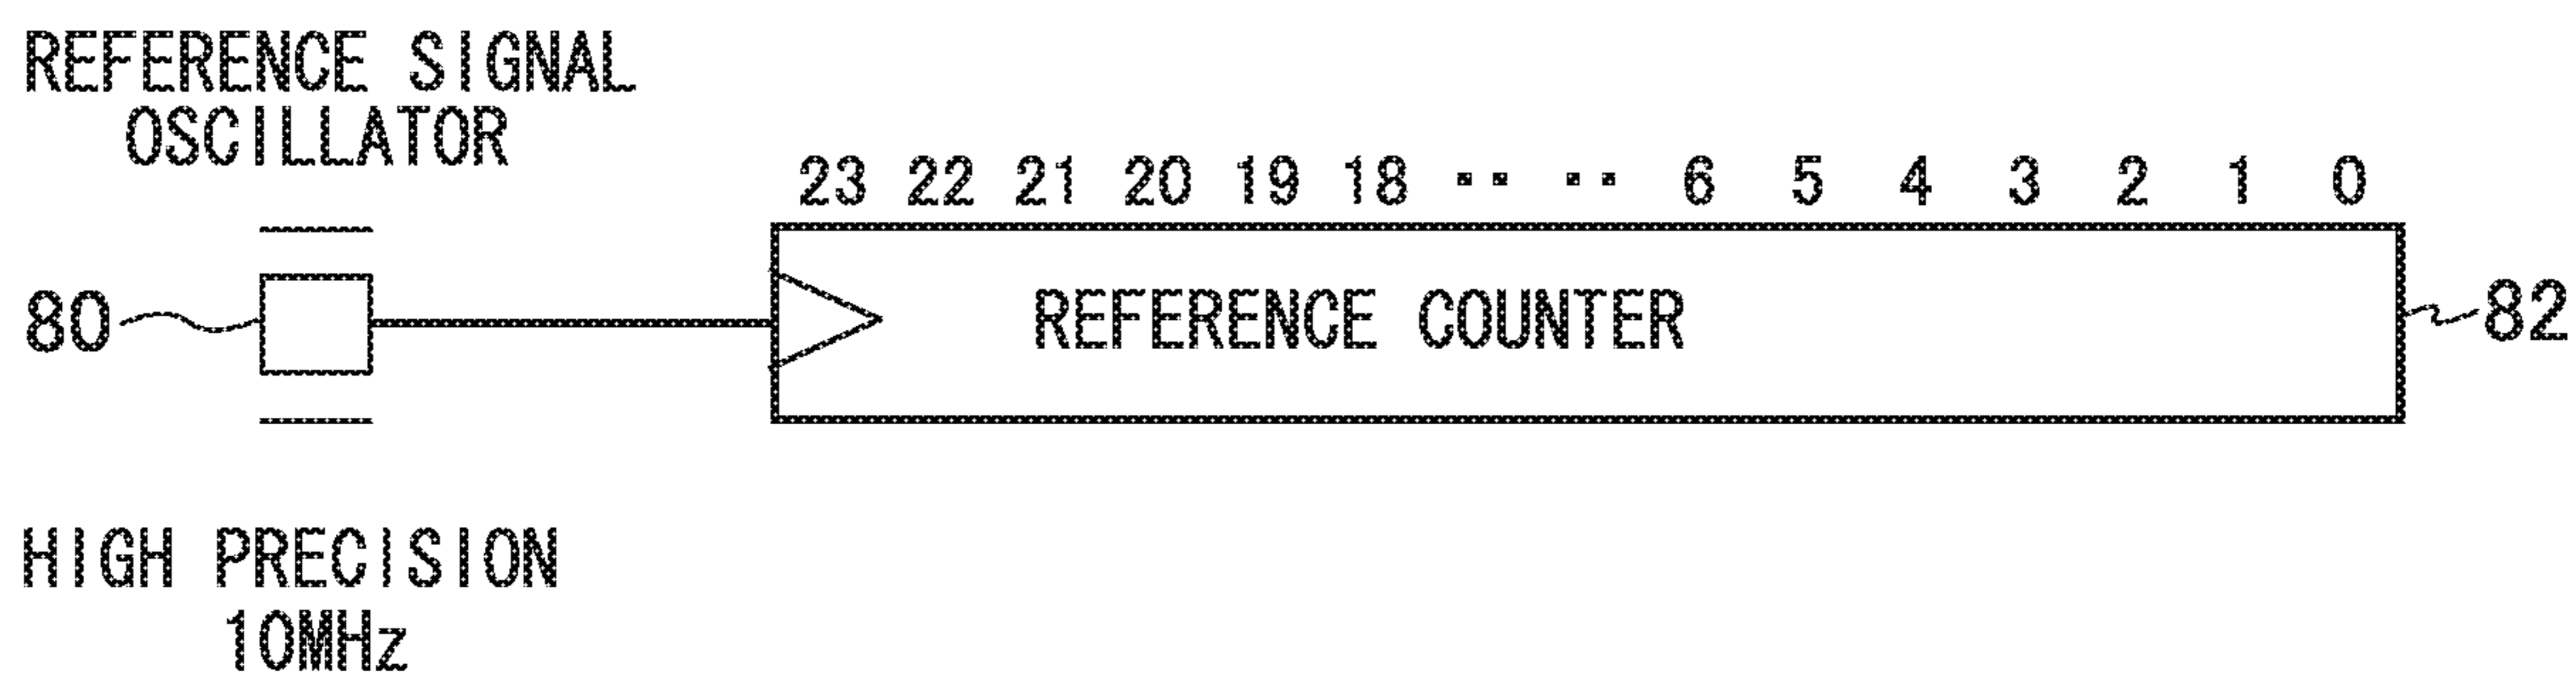 REFERENCE SIGNAL
OSCILLATOR
23 22 21 20 19 18 ‥ ‥ 6 5 4 3 2 1 0
80
REFERENCE COUNTER
82
HIGH PRECISION
10MHz